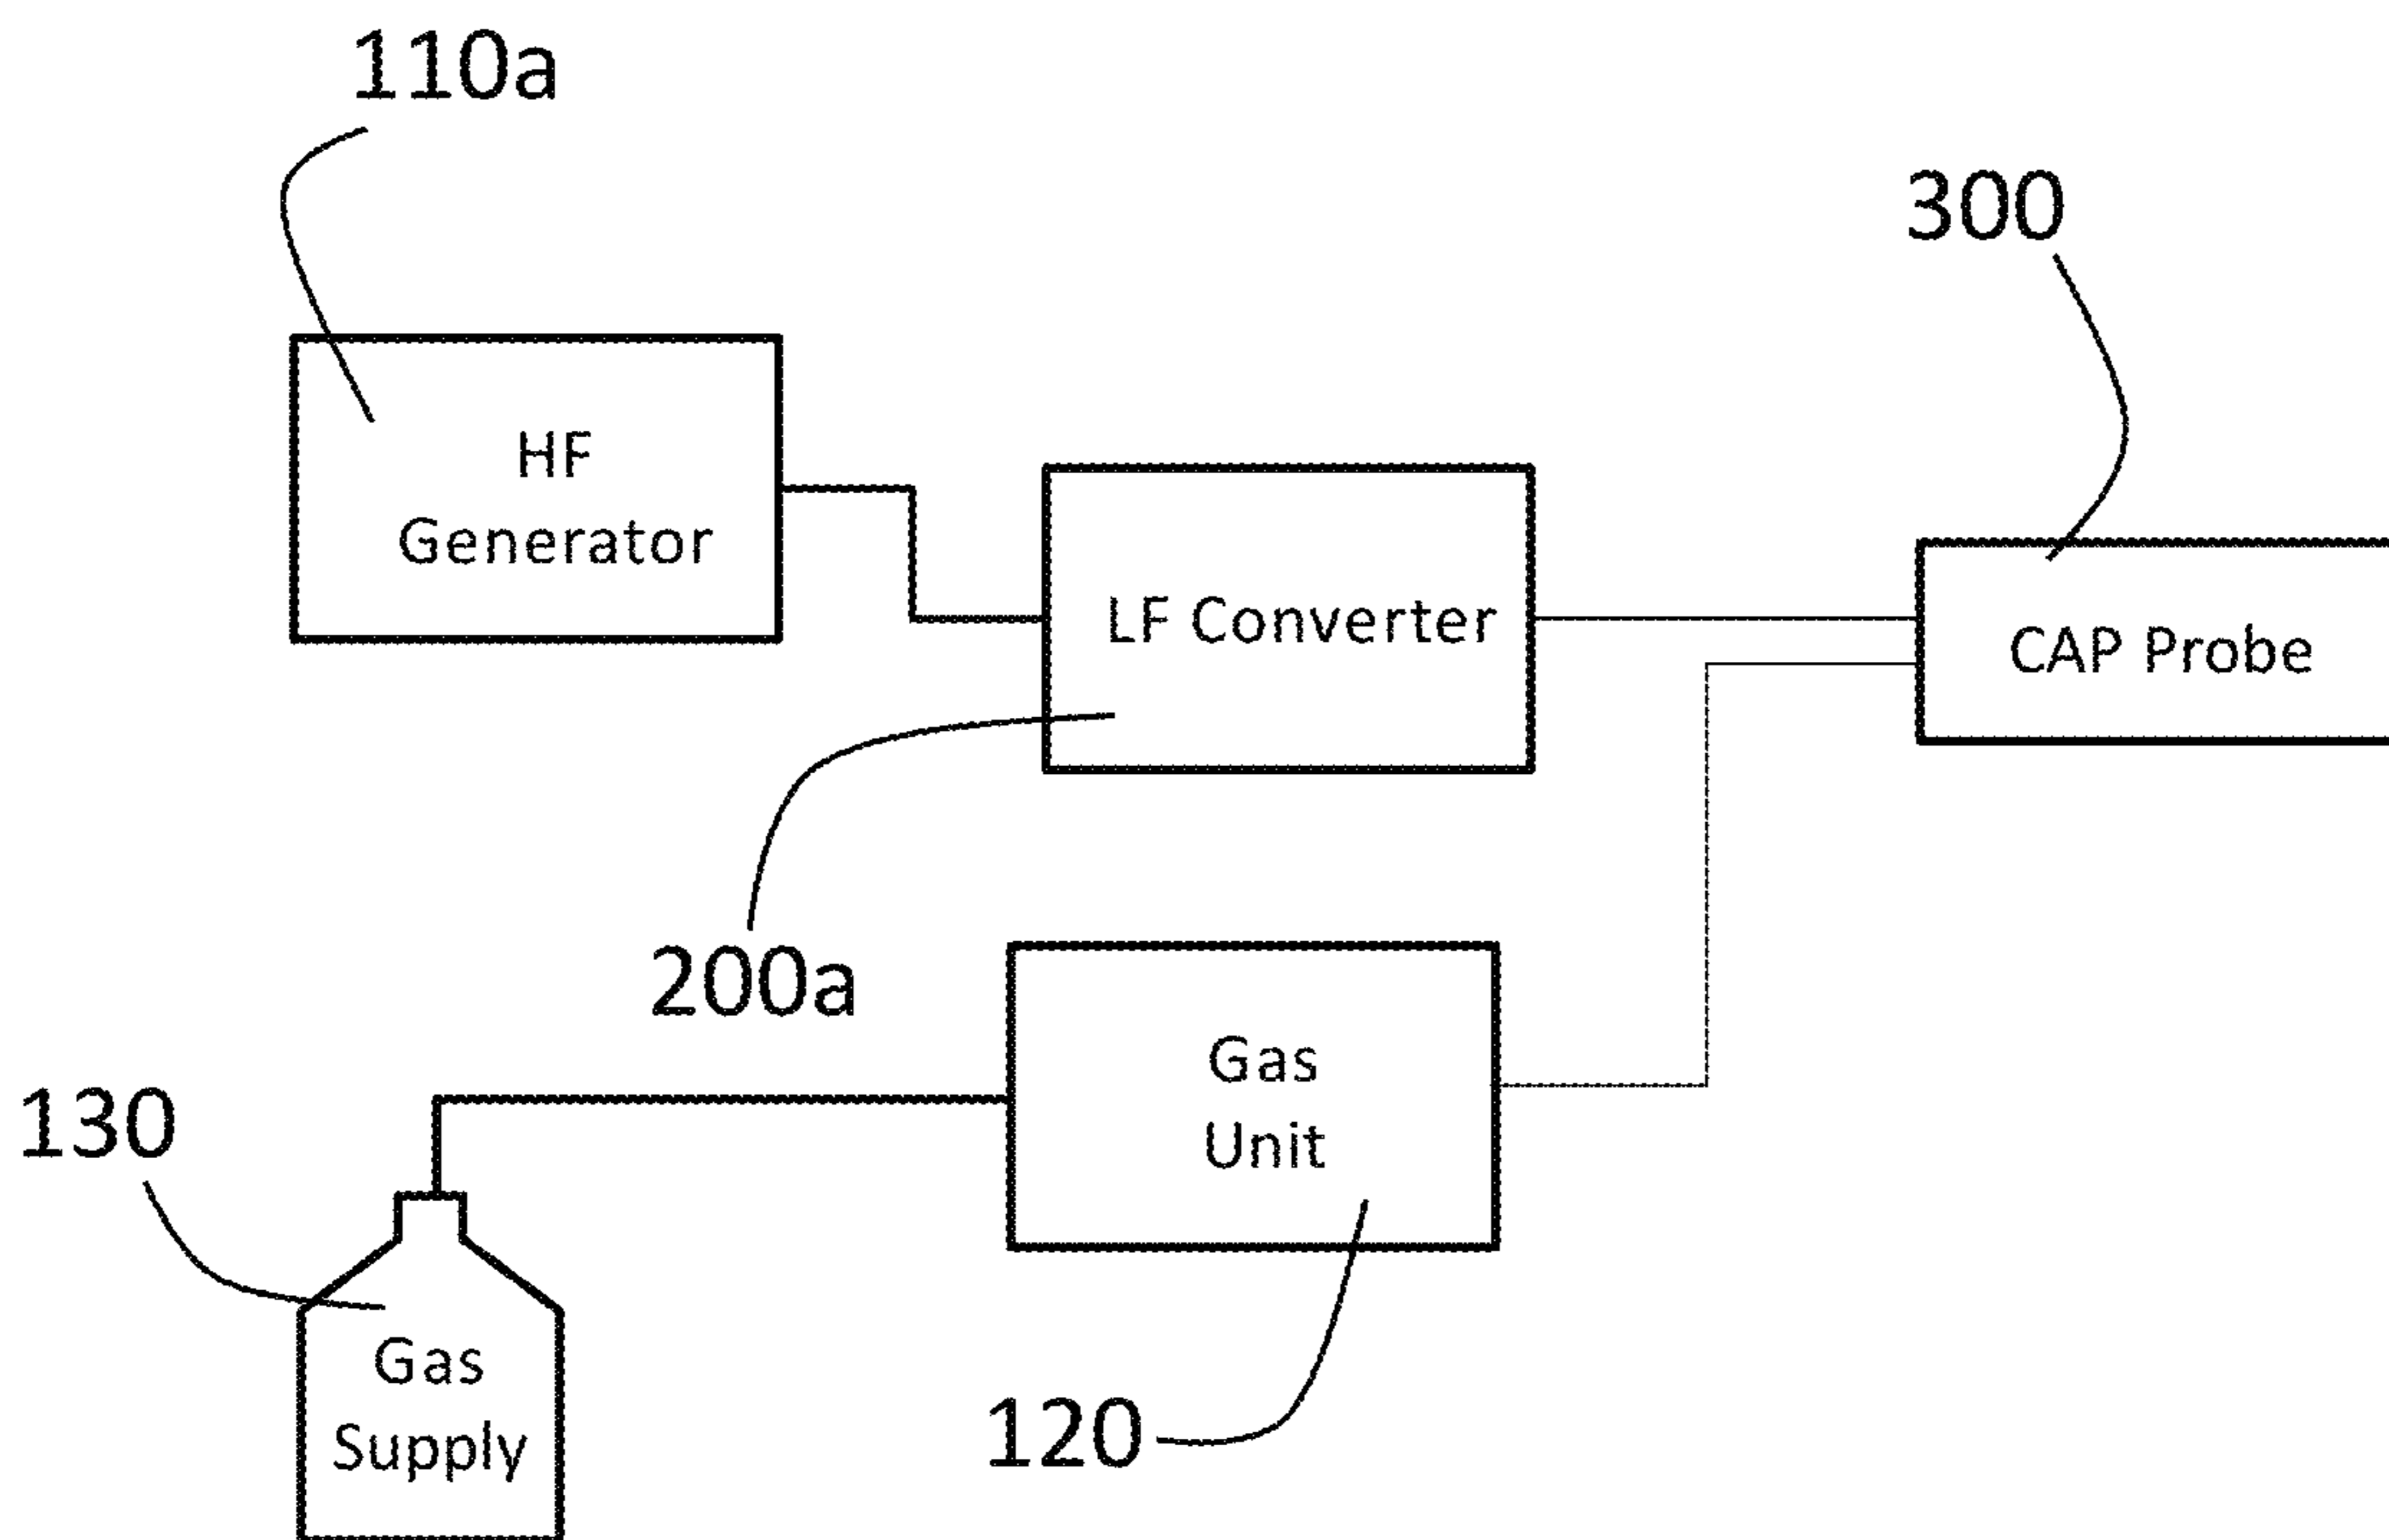 110a
300
HF
Generator
LF Converter
CAP Probe
200a
Gas
Unit
130
Gas
Supply
120